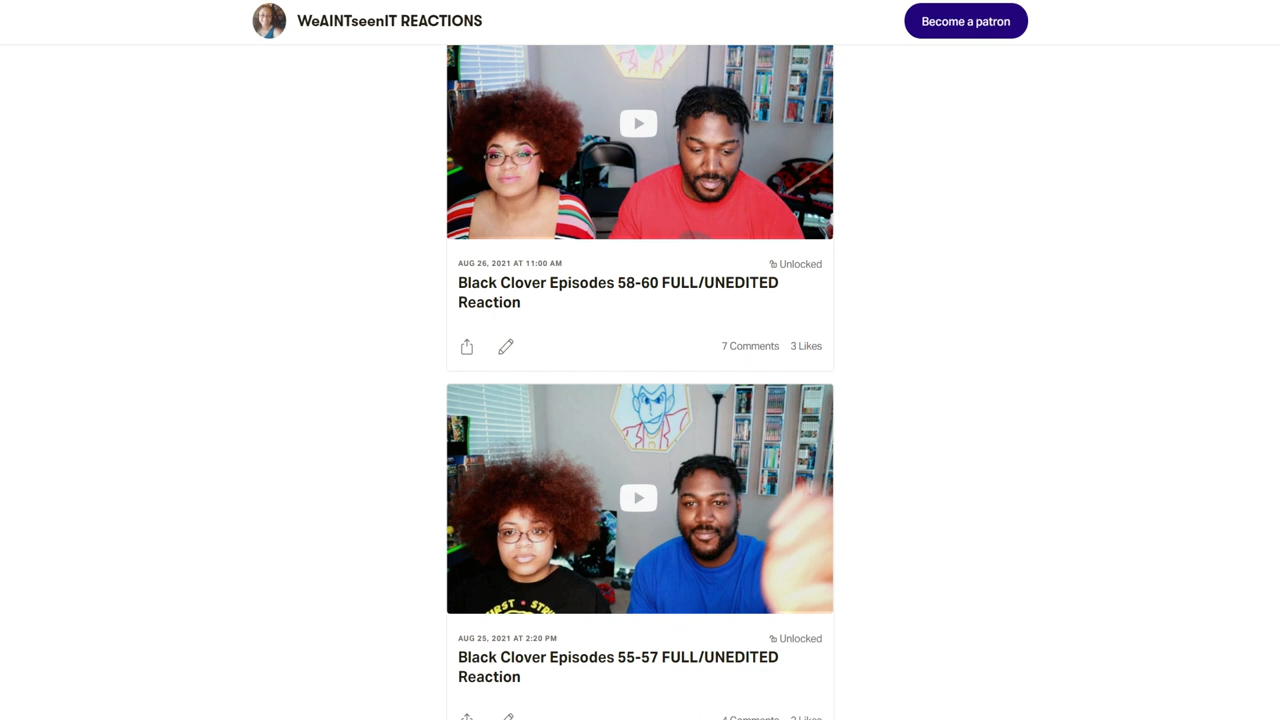 WeAINTseenIT REACTIONS
Become a patron
AUG 26, 2021 AT 11:00 AM
Unlocked
Black Clover Episodes 58-60 FULL/UNEDITED
Reaction
7 Comments 3 Likes
AUG 25, 2021 AT 2:20 PM
Unlocked
Black Clover Episodes 55-57 FULL/UNEDITED
Reaction